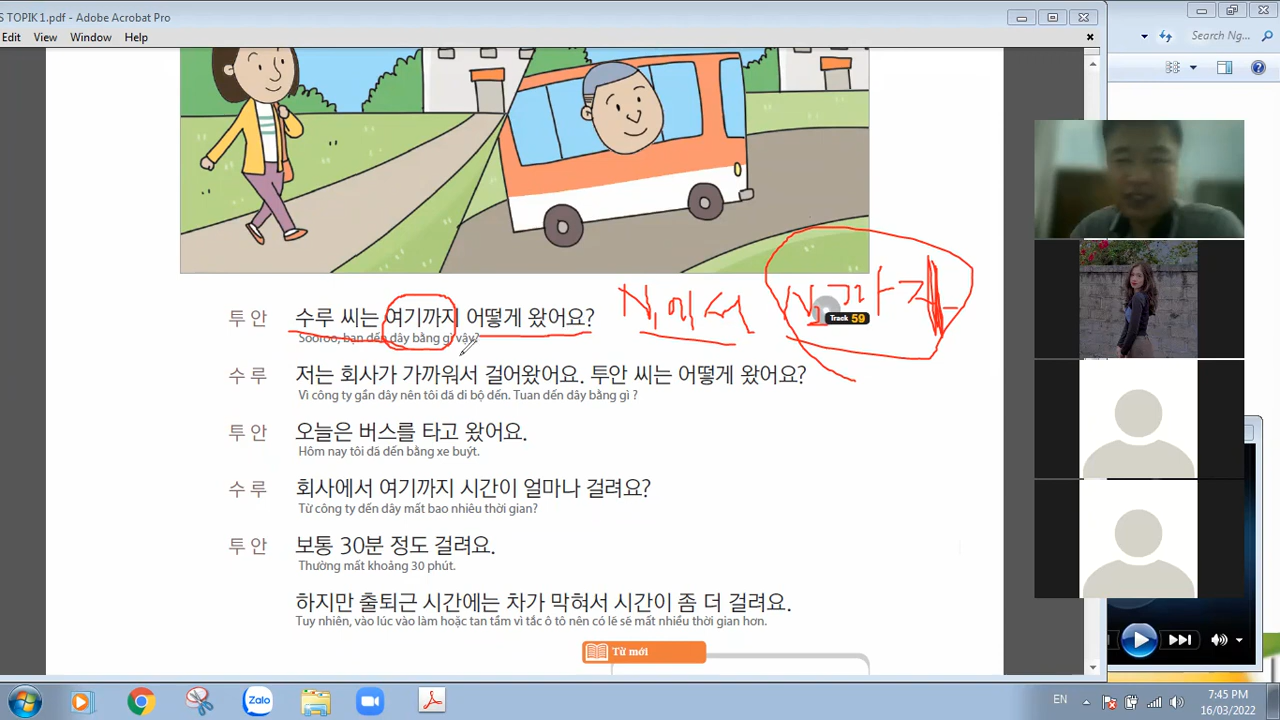 S TOPIK 1.pdf - Adobe Acrobat Pro
Edit View Window Help
Search Ng...
투 안 수루 씨는 여기까지 어떻게 왔어요? N1에서 N2까지
Track 59
Sooroo, bạn đến đây bằng gì vậy?
수 루 저는 회사가 가까워서 걸어왔어요. 투안 씨는 어떻게 왔어요?
Vì công ty gần đây nên tôi đã đi bộ đến. Tuan đến đây bằng gì ?
투 안 오늘은 버스를 타고 왔어요.
Hôm nay tôi đã đến bằng xe buýt.
수 루 회사에서 여기까지 시간이 얼마나 걸려요?
Từ công ty đến đây mất bao nhiêu thời gian?
투 안 보통 30분 정도 걸려요.
Thường mất khoảng 30 phút.
하지만 출퇴근 시간에는 차가 막혀서 시간이 좀 더 걸려요.
Tuy nhiên, vào lúc vào làm hoặc tan tầm vì tắc ô tô nên có lẽ sẽ mất nhiều thời gian hơn.
Từ mới
Zalo
EN
7:45 PM
16/03/2022